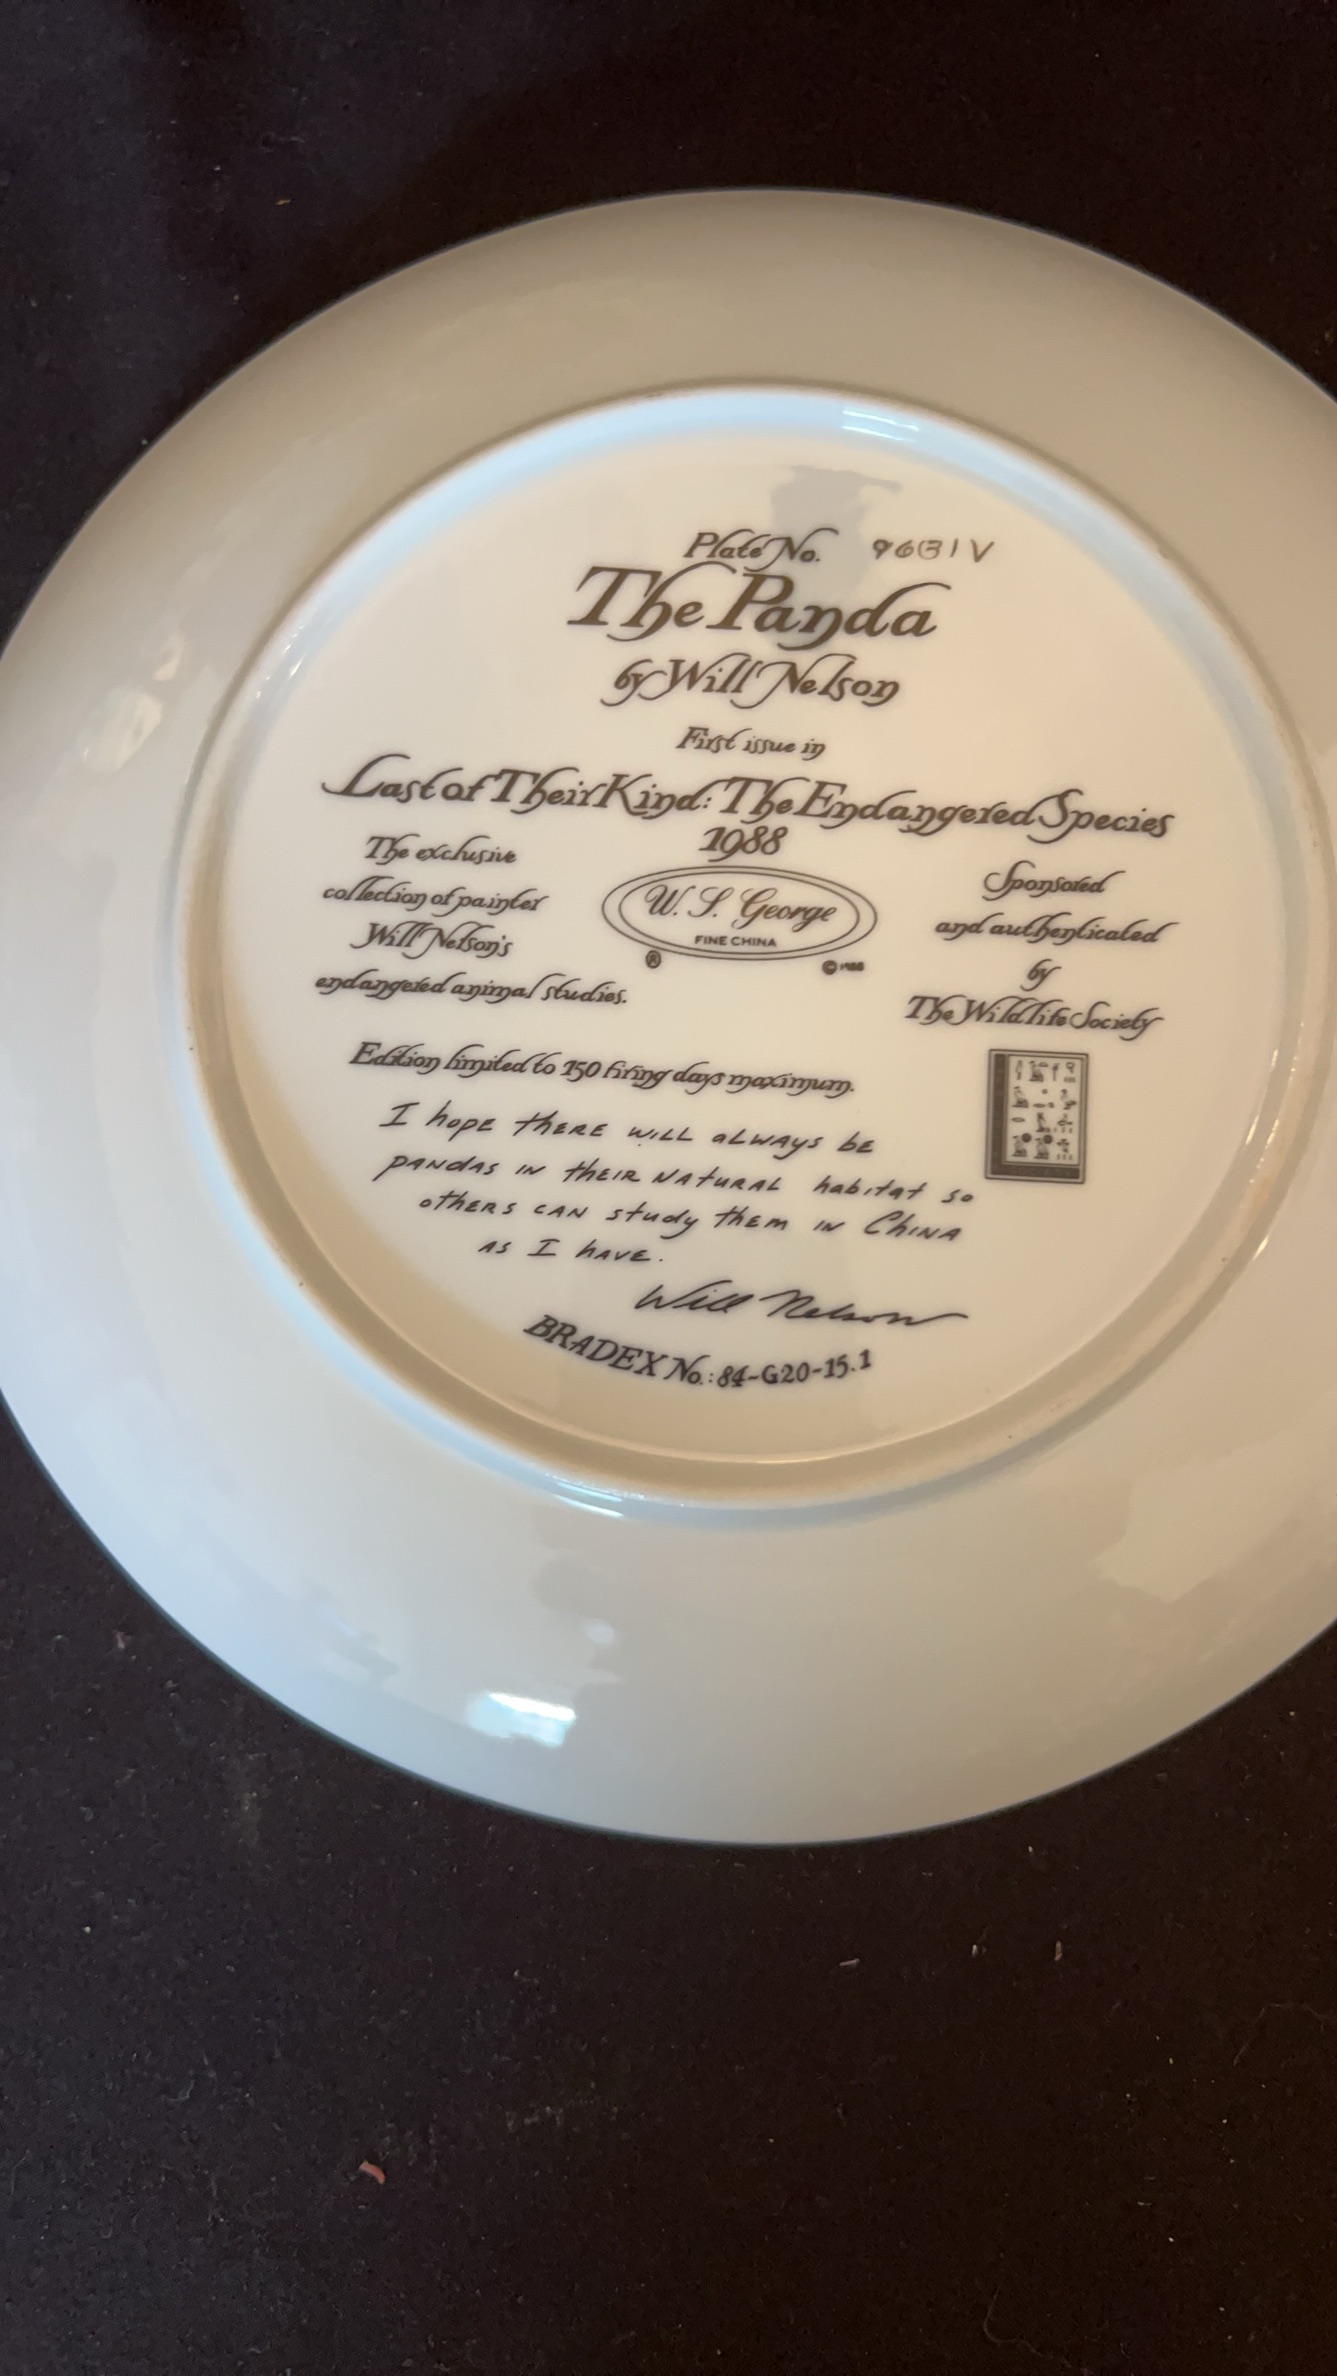 Plate No. 9631V
The Panda
by Will Nelson
First issue in
Last of Their Kind: The Endangered Species
1988
The exclusive
collection of painter
Will Nelson's
endangered animal studies.
W. S. George
FINE CHINA
® © 1988
Sponsored
and authenticated
by
The Wildlife Society
Edition limited to 150 firing days maximum.
I hope there will always be
pandas in their natural habitat so
others can study them in China
as I have.
Will Nelson
BRADEX No.: 84-G20-15.1